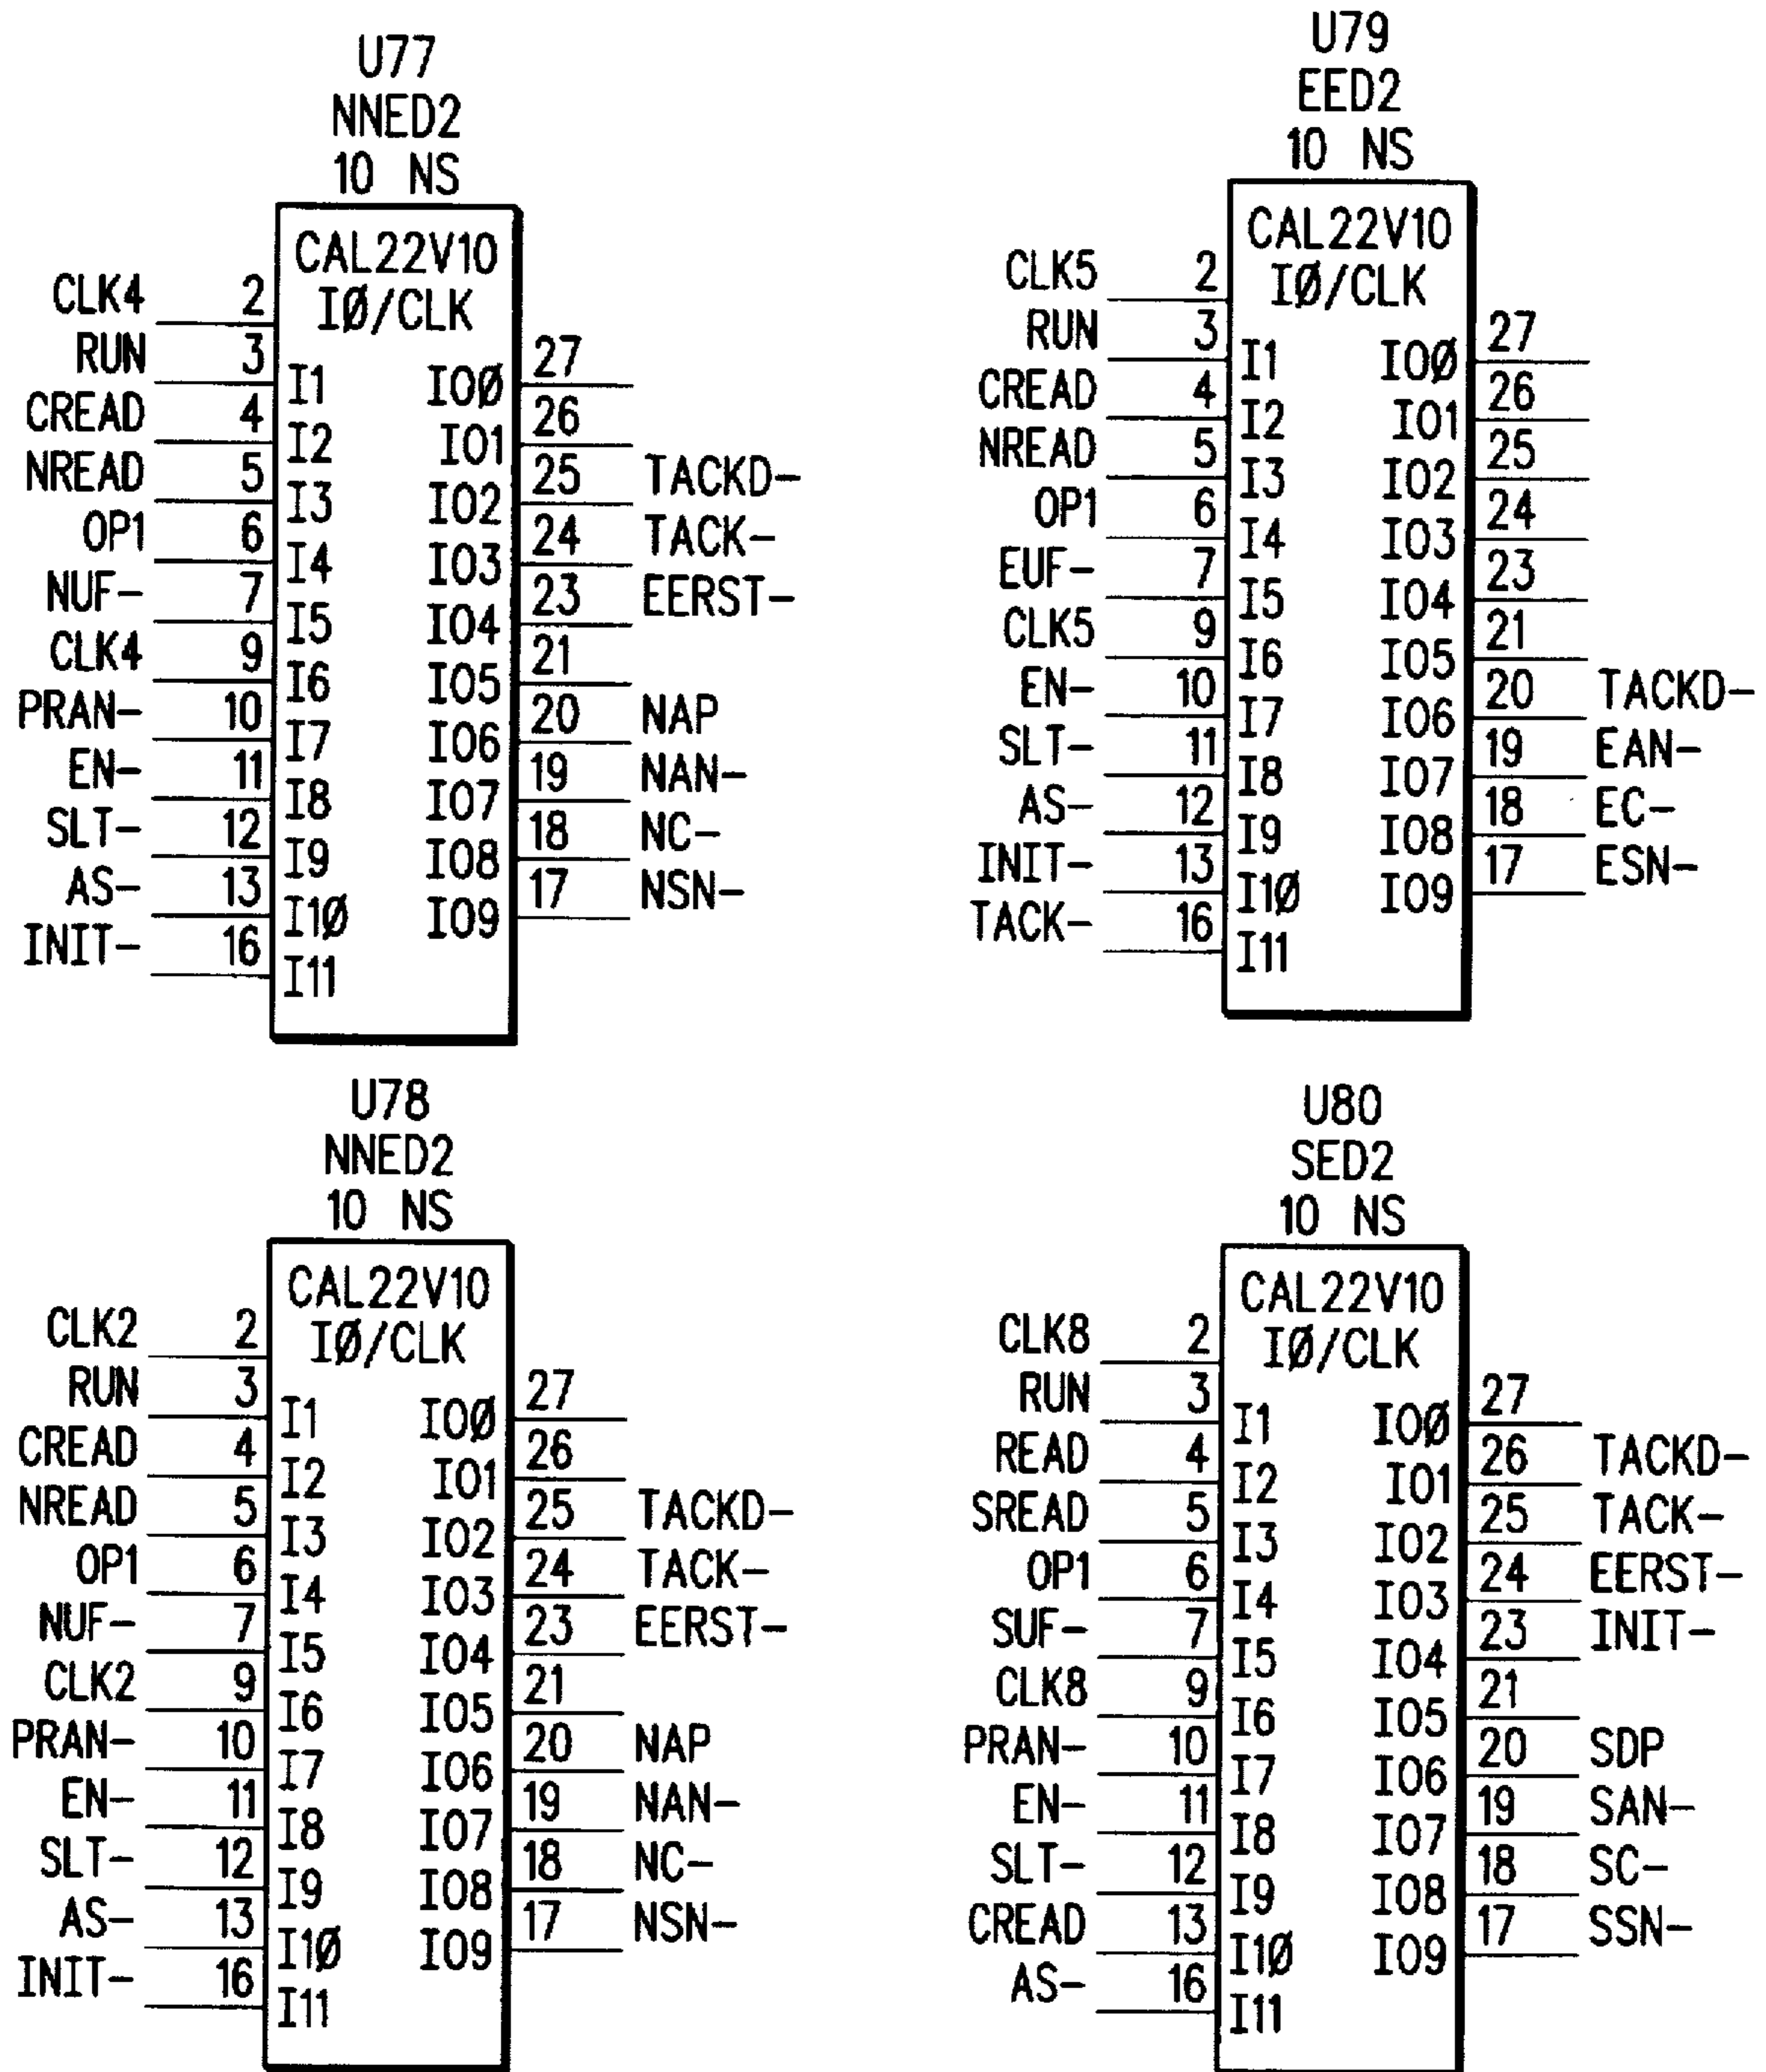 U77
NNED2
10 NS
CAL22V10
IØ/CLK
CLK4 2
RUN 3 I1 IOØ 27
CREAD 4 I2 IO1 26
NREAD 5 I3 IO2 25 TACKD-
OP1 6 I4 IO3 24 TACK-
NUF- 7 I5 IO4 23 EERST-
CLK4 9 I6 IO5 21
PRAN- 10 I7 IO6 20 NAP
EN- 11 I8 IO7 19 NAN-
SLT- 12 I9 IO8 18 NC-
AS- 13 I1Ø IO9 17 NSN-
INIT- 16 I11
U79
EED2
10 NS
CAL22V10
IØ/CLK
CLK5 2
RUN 3 I1 IOØ 27
CREAD 4 I2 IO1 26
NREAD 5 I3 IO2 25
OP1 6 I4 IO3 24
EUF- 7 I5 IO4 23
CLK5 9 I6 IO5 21
EN- 10 I7 IO6 20 TACKD-
SLT- 11 I8 IO7 19 EAN-
AS- 12 I9 IO8 18 EC-
INIT- 13 I1Ø IO9 17 ESN-
TACK- 16 I11
U78
NNED2
10 NS
CAL22V10
IØ/CLK
CLK2 2
RUN 3 I1 IOØ 27
CREAD 4 I2 IO1 26
NREAD 5 I3 IO2 25 TACKD-
OP1 6 I4 IO3 24 TACK-
NUF- 7 I5 IO4 23 EERST-
CLK2 9 I6 IO5 21
PRAN- 10 I7 IO6 20 NAP
EN- 11 I8 IO7 19 NAN-
SLT- 12 I9 IO8 18 NC-
AS- 13 I1Ø IO9 17 NSN-
INIT- 16 I11
U80
SED2
10 NS
CAL22V10
IØ/CLK
CLK8 2
RUN 3 I1 IOØ 27
READ 4 I2 IO1 26 TACKD-
SREAD 5 I3 IO2 25 TACK-
OP1 6 I4 IO3 24 EERST-
SUF- 7 I5 IO4 23 INIT-
CLK8 9 I6 IO5 21
PRAN- 10 I7 IO6 20 SDP
EN- 11 I8 IO7 19 SAN-
SLT- 12 I9 IO8 18 SC-
CREAD 13 I1Ø IO9 17 SSN-
AS- 16 I11